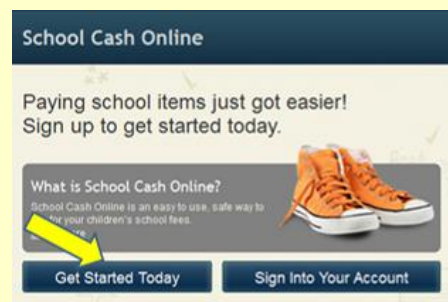 School Cash Online
Paying school items just got easier!
Sign up to get started today.
What is School Cash Online?
School Cash Online is an easy to use, safe way to
for your children's school fees.
Get Started Today
Sign Into Your Account